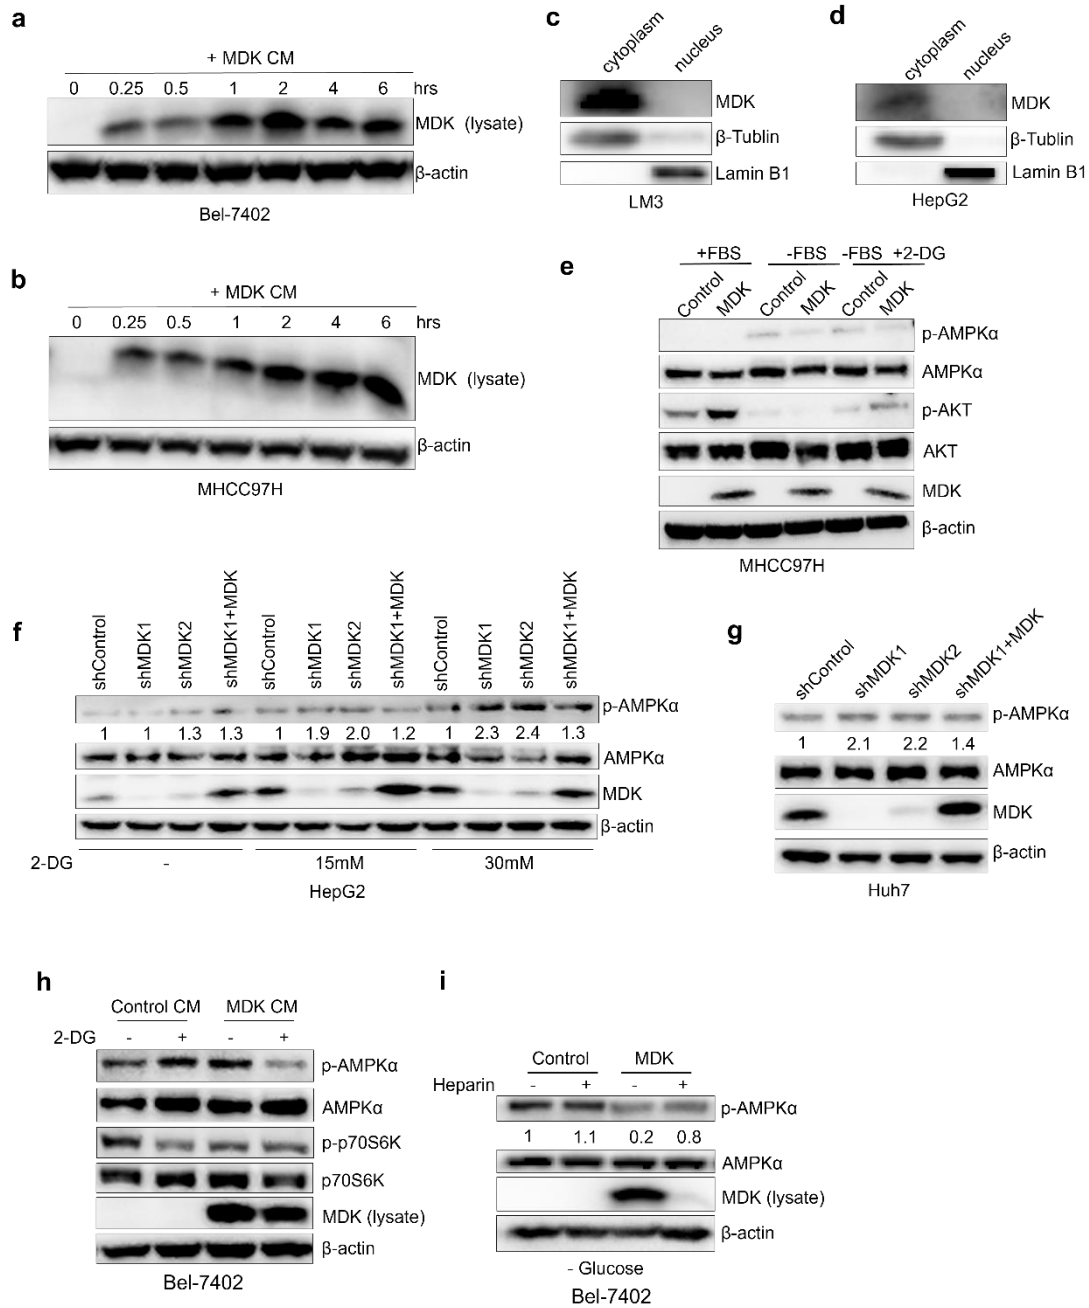 a
+ MDK CM
0 0.25 0.5 1 2 4 6 hrs
MDK (lysate)
β-actin
Bel-7402
b
+ MDK CM
0 0.25 0.5 1 2 4 6 hrs
MDK (lysate)
β-actin
MHCC97H
c
cytoplasm nucleus
MDK
β-Tublin
Lamin B1
LM3
d
cytoplasm nucleus
MDK
β-Tublin
Lamin B1
HepG2
e
+FBS -FBS -FBS +2-DG
Control MDK Control MDK Control MDK
p-AMPKα
AMPKα
p-AKT
AKT
MDK
β-actin
MHCC97H
f
shControl shMDK1 shMDK2 shMDK1+MDK shControl shMDK1 shMDK2 shMDK1+MDK shControl shMDK1 shMDK2 shMDK1+MDK
p-AMPKα
1 1 1.3 1.3 1 1.9 2.0 1.2 1 2.3 2.4 1.3
AMPKα
MDK
β-actin
2-DG - 15mM 30mM
HepG2
g
shControl shMDK1 shMDK2 shMDK1+MDK
p-AMPKα
1 2.1 2.2 1.4
AMPKα
MDK
β-actin
Huh7
h
Control CM MDK CM
2-DG - + - +
p-AMPKα
AMPKα
p-p70S6K
p70S6K
MDK (lysate)
β-actin
Bel-7402
i
Control MDK
Heparin - + - +
p-AMPKα
1 1.1 0.2 0.8
AMPKα
MDK (lysate)
β-actin
- Glucose
Bel-7402